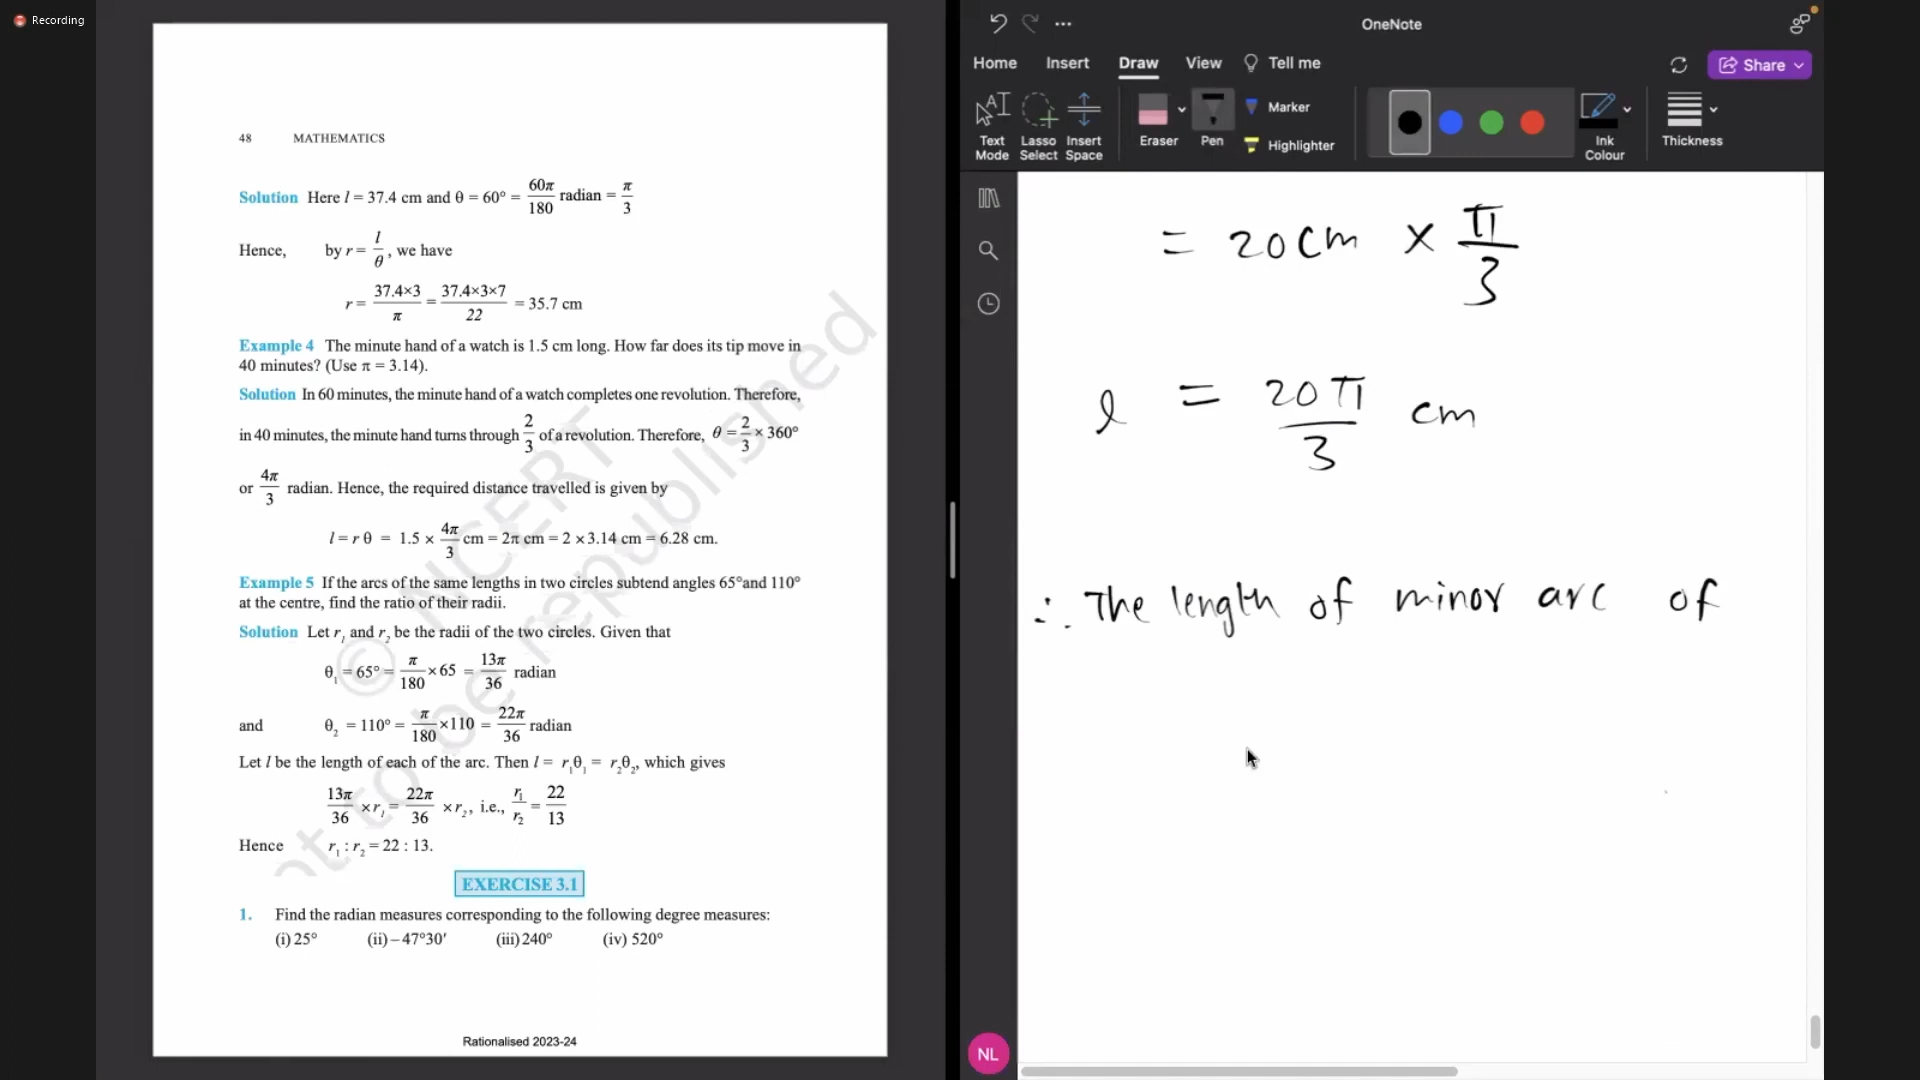 Recording
48 MATHEMATICS
Solution Here l = 37.4 cm and θ = 60° = 60π/180 radian = π/3
Hence, by r = l/θ, we have
r = 37.4×3/π = 37.4×3×7/22 = 35.7 cm
Example 4 The minute hand of a watch is 1.5 cm long. How far does its tip move in
40 minutes? (Use π = 3.14).
Solution In 60 minutes, the minute hand of a watch completes one revolution. Therefore,
in 40 minutes, the minute hand turns through 2/3 of a revolution. Therefore, θ = 2/3 × 360°
or 4π/3 radian. Hence, the required distance travelled is given by
l = r θ = 1.5 × 4π/3 cm = 2π cm = 2 × 3.14 cm = 6.28 cm.
Example 5 If the arcs of the same lengths in two circles subtend angles 65°and 110°
at the centre, find the ratio of their radii.
Solution Let r₁ and r₂ be the radii of the two circles. Given that
θ₁ = 65° = π/180 × 65 = 13π/36 radian
and θ₂ = 110° = π/180 ×110 = 22π/36 radian
Let l be the length of each of the arc. Then l = r₁θ₁ = r₂θ₂, which gives
13π/36 × r₁ = 22π/36 × r₂, i.e., r₁/r₂ = 22/13
Hence r₁ : r₂ = 22 : 13.
EXERCISE 3.1
1. Find the radian measures corresponding to the following degree measures:
(i) 25° (ii) – 47°30′ (iii) 240° (iv) 520°
Rationalised 2023-24
© NCERT
not to be republished
OneNote
Home Insert Draw View Tell me Share
Text Mode
Lasso Select
Insert Space
Eraser
Pen
Marker
Highlighter
Ink Colour
Thickness
= 20cm × π/3
l = 20π/3 cm
∴ The length of minor arc of
NL